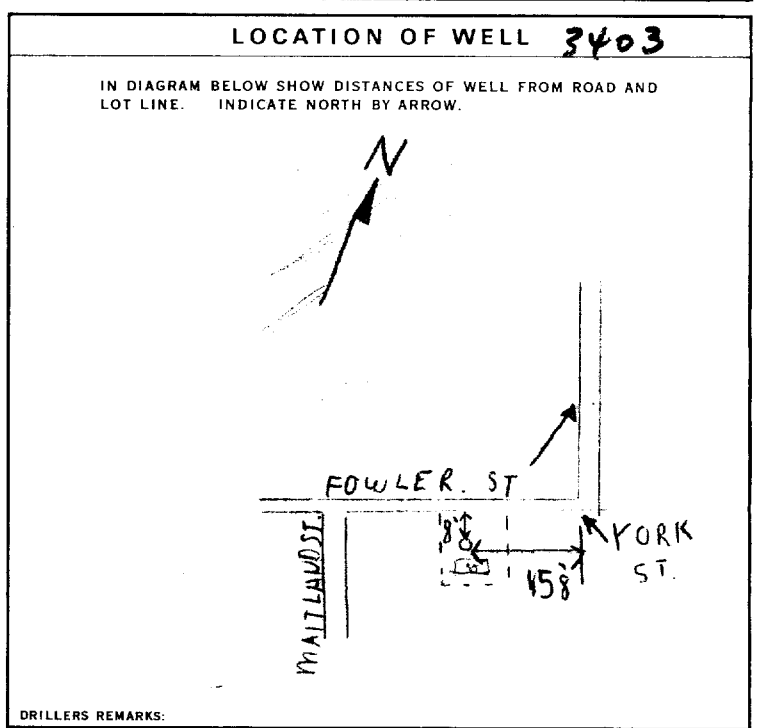 LOCATION OF WELL 3403
IN DIAGRAM BELOW SHOW DISTANCES OF WELL FROM ROAD AND
LOT LINE. INDICATE NORTH BY ARROW.
N
FOWLER. ST
MAITLAND ST.
8'
158'
YORK
ST.
DRILLERS REMARKS: